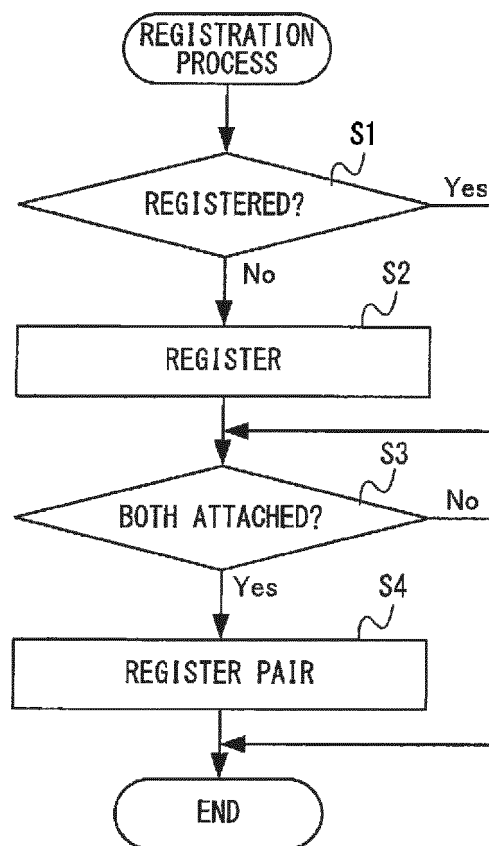 REGISTRATION
PROCESS
S1
REGISTERED?
Yes
No
S2
REGISTER
S3
BOTH ATTACHED?
No
Yes
S4
REGISTER PAIR
END